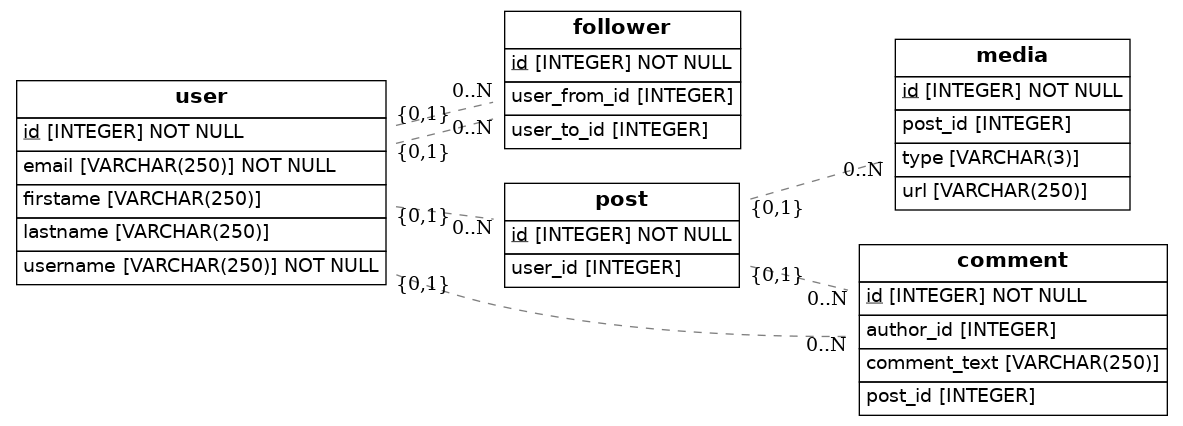 user
id [INTEGER] NOT NULL
email [VARCHAR(250)] NOT NULL
firstame [VARCHAR(250)]
lastname [VARCHAR(250)]
username [VARCHAR(250)] NOT NULL
{0,1}
0..N
{0,1}
0..N
{0,1}
0..N
{0,1}
0..N
follower
id [INTEGER] NOT NULL
user_from_id [INTEGER]
user_to_id [INTEGER]
post
id [INTEGER] NOT NULL
user_id [INTEGER]
{0,1}
0..N
{0,1}
0..N
media
id [INTEGER] NOT NULL
post_id [INTEGER]
type [VARCHAR(3)]
url [VARCHAR(250)]
comment
id [INTEGER] NOT NULL
author_id [INTEGER]
comment_text [VARCHAR(250)]
post_id [INTEGER]